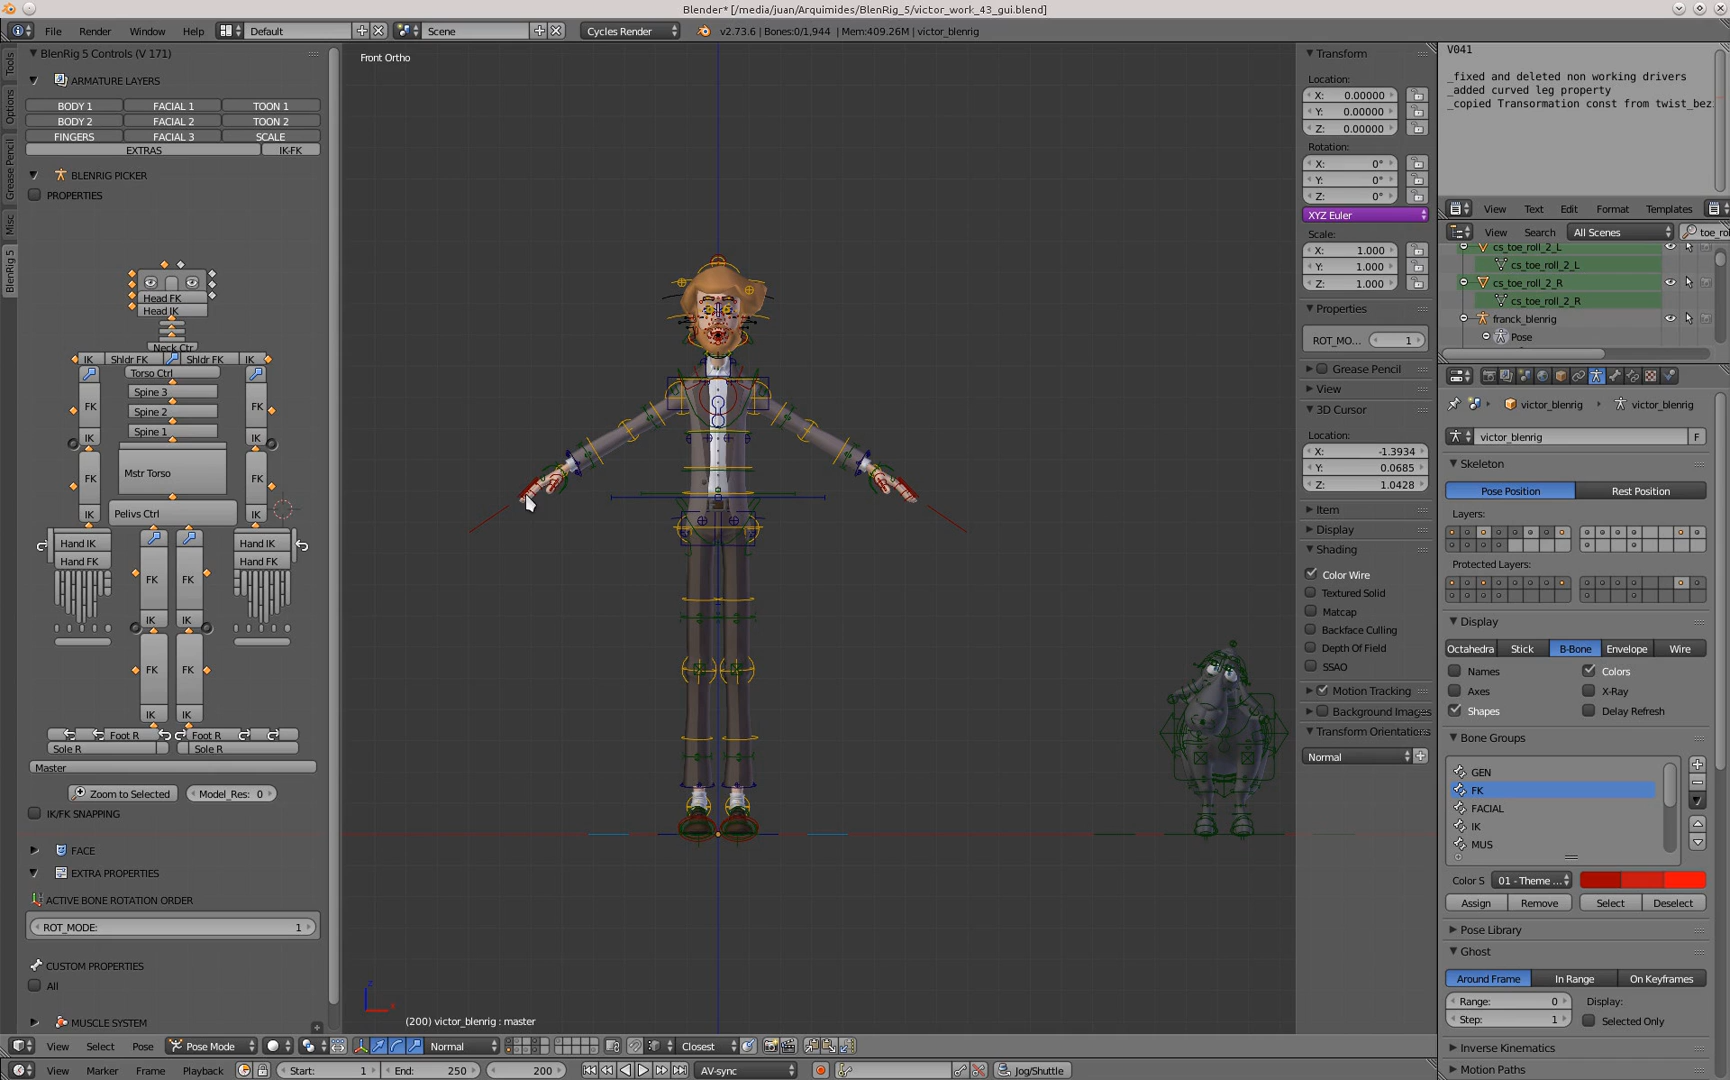 Blender* [/media/juan/Arquimides/BlenRig_5/victor_work_43_gui.blend]
File Render Window Help Default Scene Cycles Render v2.73.6 | Bones:0/1,944 | Mem:409.26M | victor_blenrig
Tools
Options
Grease Pencil
Misc
BlenRig 5
BlenRig 5 Controls (V 171)
ARMATURE LAYERS
BODY 1 FACIAL 1 TOON 1
BODY 2 FACIAL 2 TOON 2
FINGERS FACIAL 3 SCALE
EXTRAS IK-FK
BLENRIG PICKER
PROPERTIES
Head FK
Head IK
Neck Ctr
IK Shldr FK Shldr FK IK
Torso Ctrl
Spine 3
FK Spine 2 FK
IK Spine 1 IK
FK Mstr Torso FK
IK Pelivs Ctrl IK
Hand IK Hand IK
Hand FK Hand FK
FK FK
IK IK
FK FK
IK IK
Foot R Foot R
Sole R Sole R
Master
Zoom to Selected Model_Res: 0
IK/FK SNAPPING
FACE
EXTRA PROPERTIES
ACTIVE BONE ROTATION ORDER
ROT_MODE: 1
CUSTOM PROPERTIES
All
MUSCLE SYSTEM
Front Ortho
z
x
(200) victor_blenrig : master
Transform
Location:
X: 0.00000
Y: 0.00000
Z: 0.00000
Rotation:
X: 0°
Y: 0°
Z: 0°
XYZ Euler
Scale:
X: 1.000
Y: 1.000
Z: 1.000
Properties
ROT_MO... 1
Grease Pencil
View
3D Cursor
Location:
X: -1.3934
Y: 0.0685
Z: 1.0428
Item
Display
Shading
Color Wire
Textured Solid
Matcap
Backface Culling
Depth Of Field
SSAO
Motion Tracking
Background Images
Transform Orientations
Normal
V041
_fixed and deleted non working drivers
_added curved leg property
_copied Transormation const from twist_bez
View Text Edit Format Templates
View Search All Scenes toe_ro
cs_toe_roll_2_L
cs_toe_roll_2_L
cs_toe_roll_2_R
cs_toe_roll_2_R
franck_blenrig
Pose
victor_blenrig victor_blenrig
victor_blenrig F
Skeleton
Pose Position Rest Position
Layers:
Protected Layers:
Display
Octahedra Stick B-Bone Envelope Wire
Names Colors
Axes X-Ray
Shapes Delay Refresh
Bone Groups
GEN
FK
FACIAL
IK
MUS
Color S 01 - Theme ...
Assign Remove Select Deselect
Pose Library
Ghost
Around Frame In Range On Keyframes
Range: 0 Display:
Step: 1 Selected Only
Inverse Kinematics
Motion Paths
View Select Pose Pose Mode Normal Closest
View Marker Frame Playback Start: 1 End: 250 200 AV-sync Jog/Shuttle